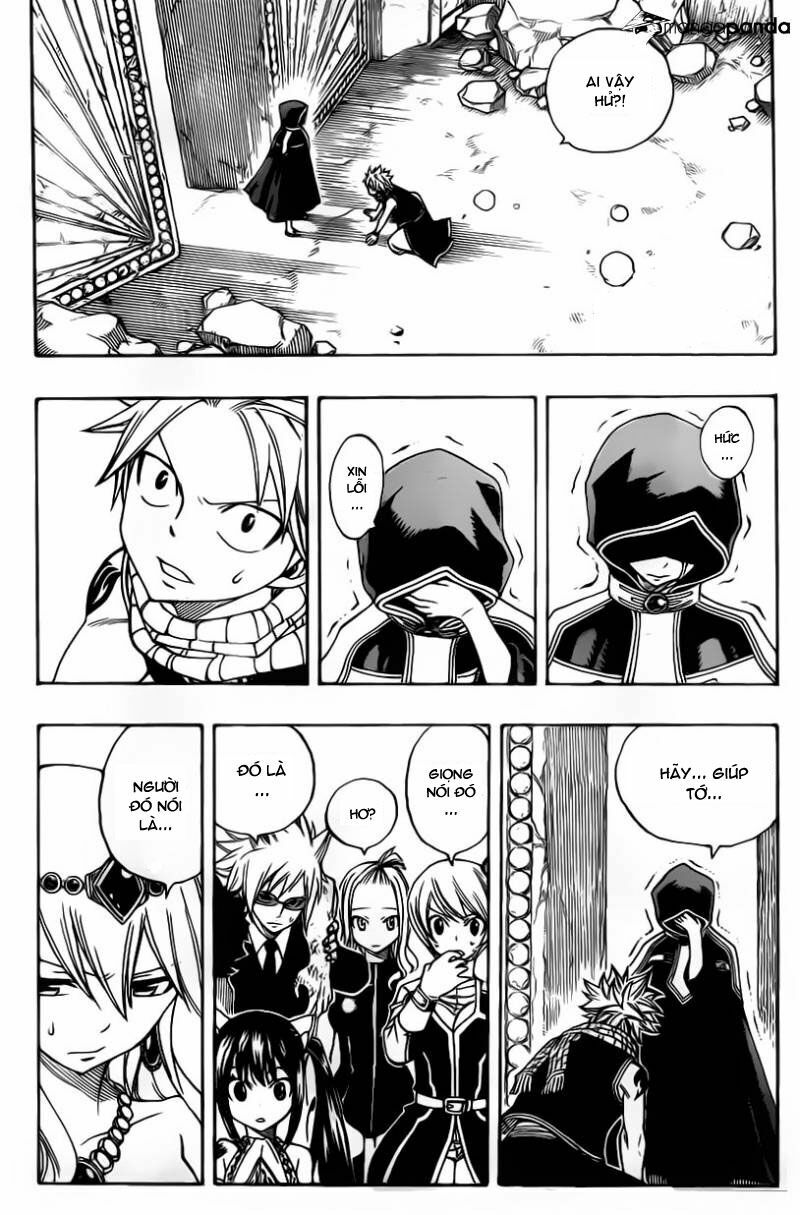 mangapanda
AI VẬY
HỬ?!
HỨC
...
XIN
LỖI
...
HÃY... GIÚP
TỚ...
GIỌNG
NÓI ĐÓ
...
HƠ?
ĐÓ LÀ
...
NGƯỜI
ĐÓ NÓI
LÀ...